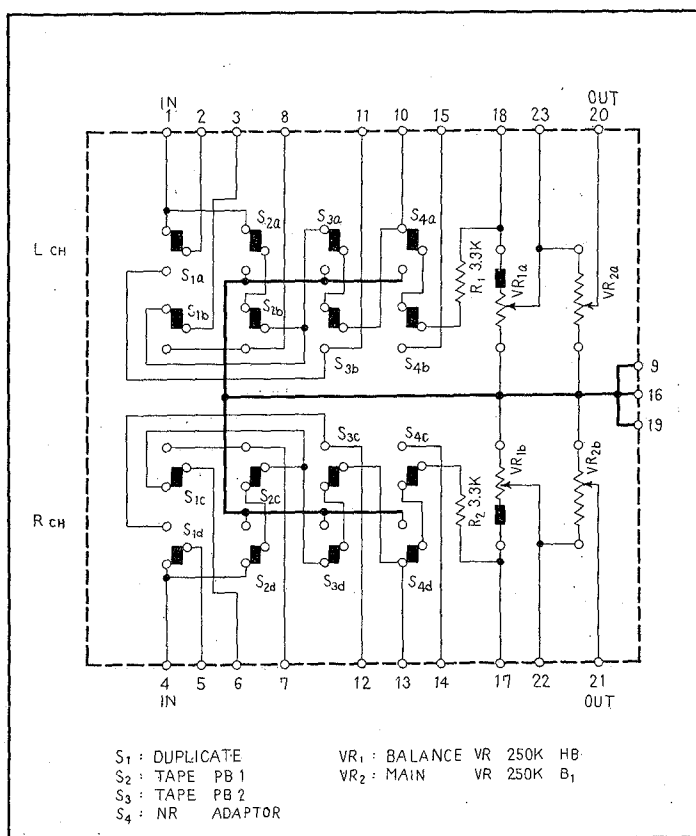 IN OUT
1 2 3 8 11 10 15 18 23 20
L CH
S2a S3a S4a
S1a
S1b S2b
S3b S4b
R1 3.3K
VR1a
VR2a
9
16
19
R CH
S3c S4c
S1c S2c
S1d
S2d S3d S4d
R2 3.3K
VR1b
VR2b
4 5 6 7 12 13 14 17 22 21
IN OUT
S1 : DUPLICATE
S2 : TAPE PB 1
S3 : TAPE PB 2
S4 : NR ADAPTOR
VR1 : BALANCE VR 250K HB
VR2 : MAIN VR 250K B1